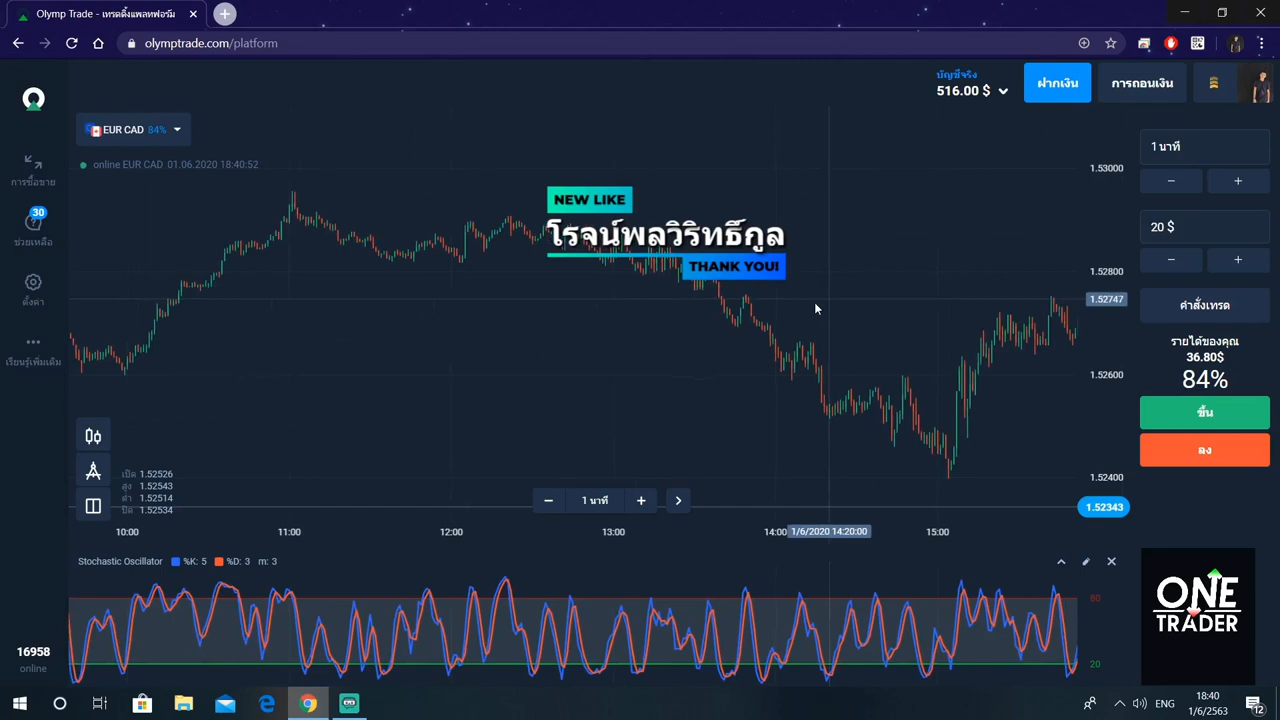 Olymp Trade - เทรดดิ้งแพลทฟอร์ม
olymptrade.com/platform
บัญชีจริง
516.00 $
ฝากเงิน
การถอนเงิน
EUR CAD 84%
online EUR CAD 01.06.2020 18:40:52
การซื้อขาย
30
ช่วยเหลือ
ตั้งค่า
เรียนรู้เพิ่มเติม
NEW LIKE
โรจน์พลวิริทธิ์กูล
THANK YOU!
1.53000
1.52800
1.52747
1.52600
1.52400
1.52343
1 นาที
− +
20 $
− +
คำสั่งเทรด
รายได้ของคุณ
36.80$
84%
ขึ้น
ลง
เปิด 1.52526
สูง 1.52543
ต่ำ 1.52514
ปิด 1.52534
− 1 นาที +
10:00 11:00 12:00 13:00 14:00 1/6/2020 14:20:00 15:00
Stochastic Oscillator %K: 5 %D: 3 m: 3
80
20
ONE
TRADER
16958
online
ENG
18:40
1/6/2563
12